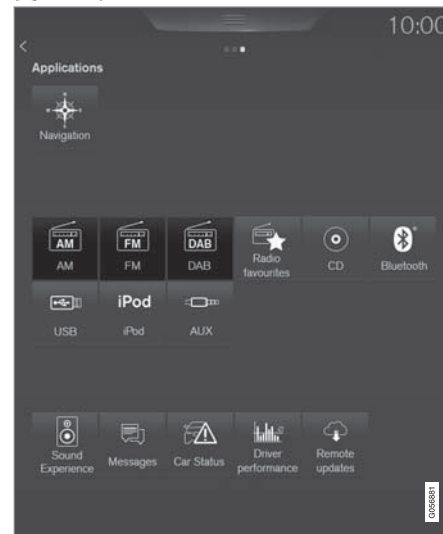 10:00
Applications
Navigation
AM FM DAB
AM FM DAB Radio favourites CD Bluetooth
iPod
USB iPod AUX
Sound Experience Messages Car Status Driver performance Remote updates
G056881